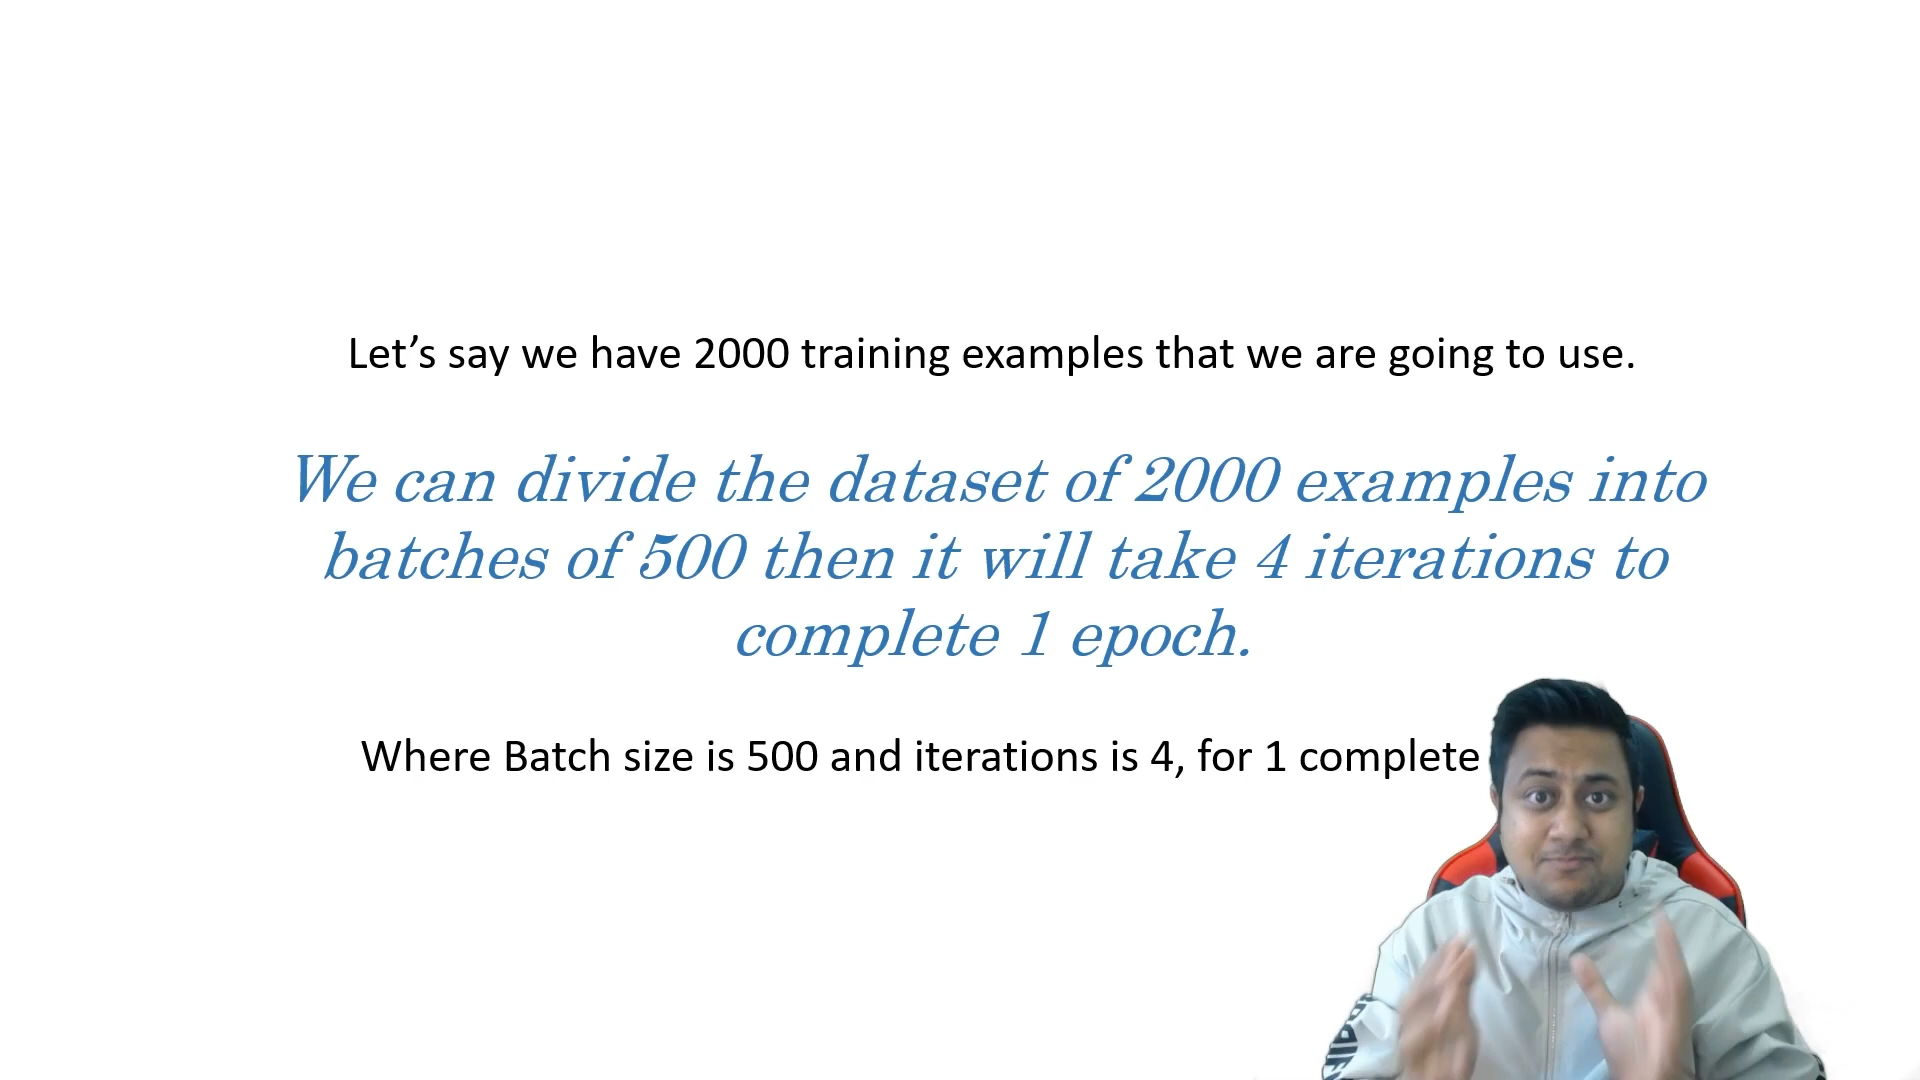 Let’s say we have 2000 training examples that we are going to use.
We can divide the dataset of 2000 examples into
batches of 500 then it will take 4 iterations to
complete 1 epoch.
Where Batch size is 500 and iterations is 4, for 1 complete